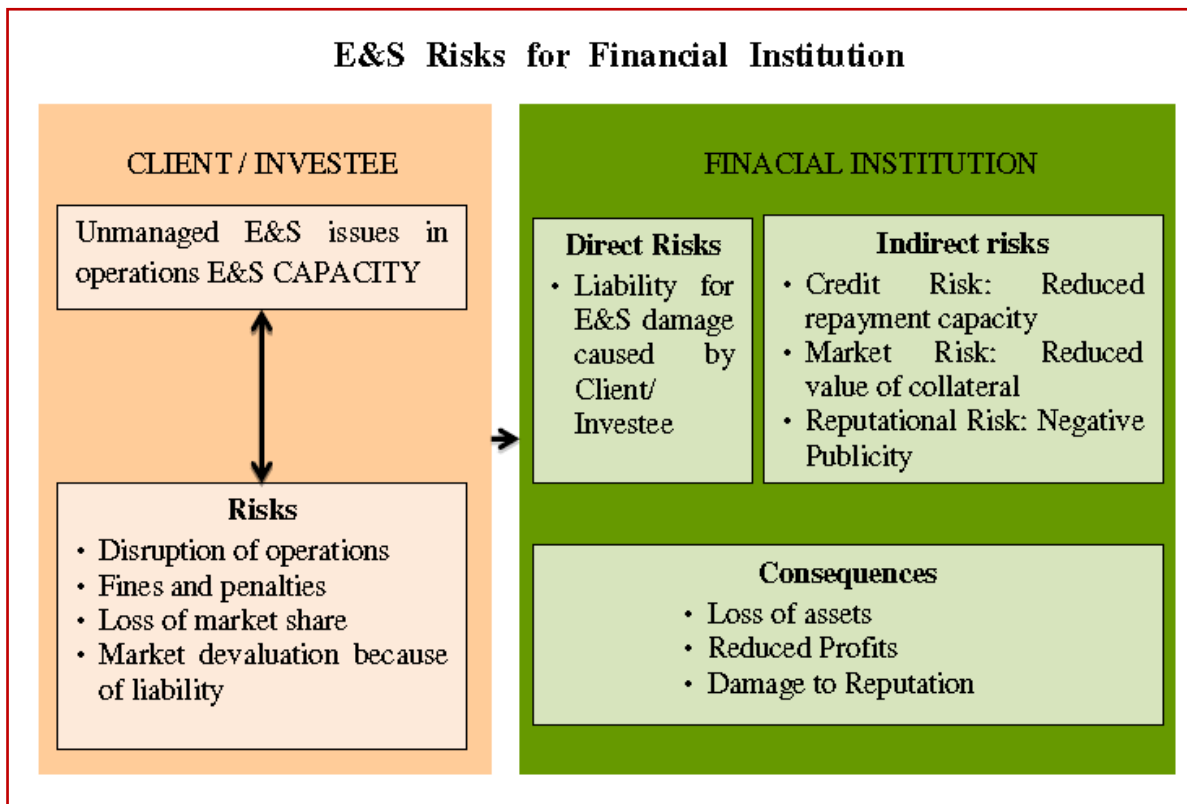 E&S Risks for Financial Institution
CLIENT / INVESTEE
Unmanaged E&S issues in
operations E&S CAPACITY
Risks
• Disruption of operations
• Fines and penalties
• Loss of market share
• Market devaluation because
of liability
FINACIAL INSTITUTION
Direct Risks
• Liability for
E&S damage
caused by
Client/
Investee
Indirect risks
• Credit Risk: Reduced
repayment capacity
• Market Risk: Reduced
value of collateral
• Reputational Risk: Negative
Publicity
Consequences
• Loss of assets
• Reduced Profits
• Damage to Reputation